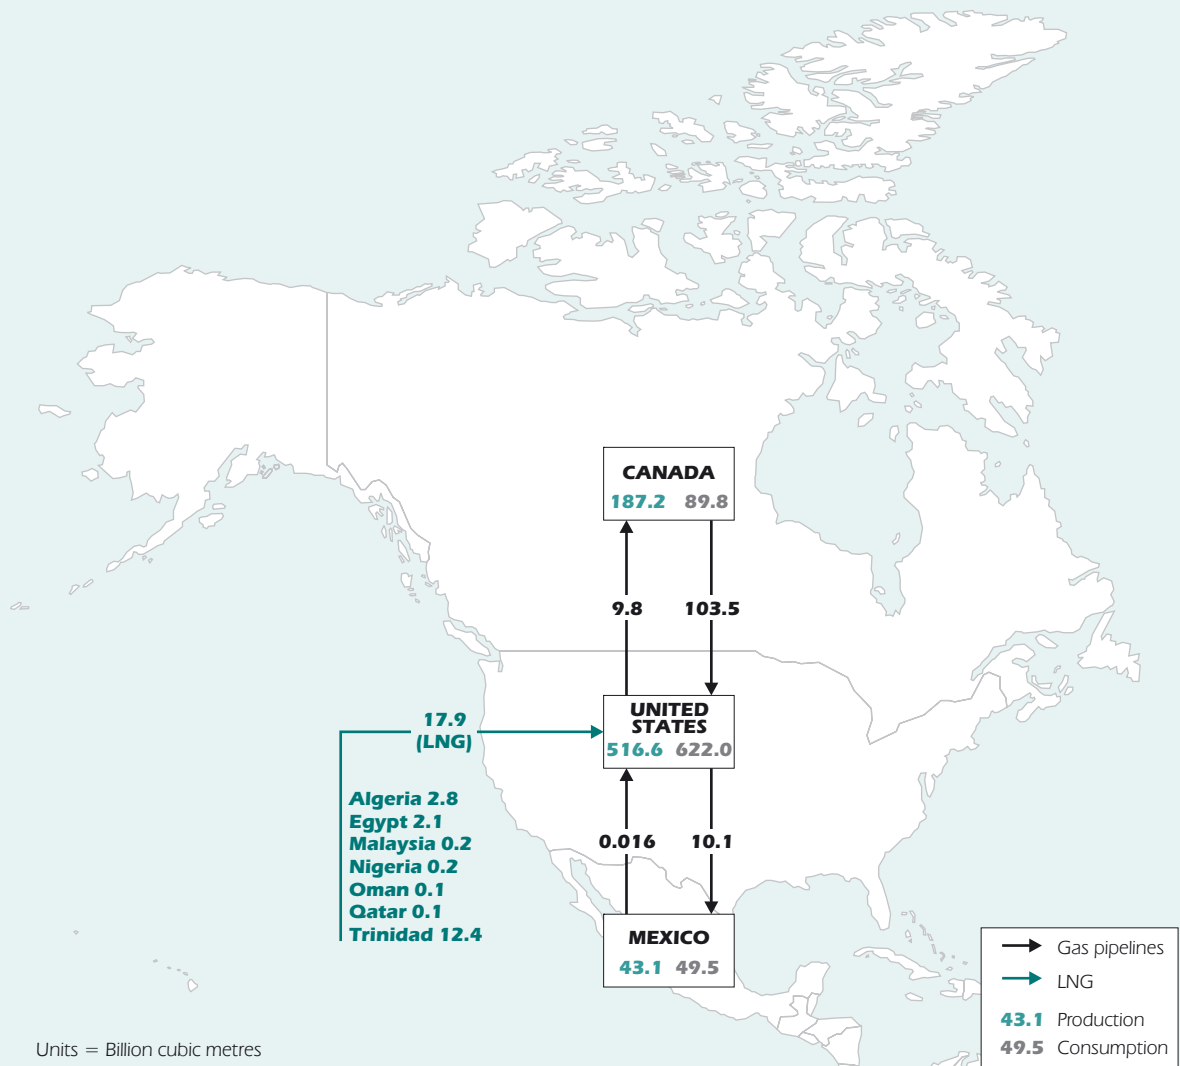 CANADA
187.2 89.8
9.8 103.5
UNITED
STATES
516.6 622.0
17.9
(LNG)
Algeria 2.8
Egypt 2.1
Malaysia 0.2
Nigeria 0.2
Oman 0.1
Qatar 0.1
Trinidad 12.4
0.016 10.1
MEXICO
43.1 49.5
Gas pipelines
LNG
43.1 Production
49.5 Consumption
Units = Billion cubic metres